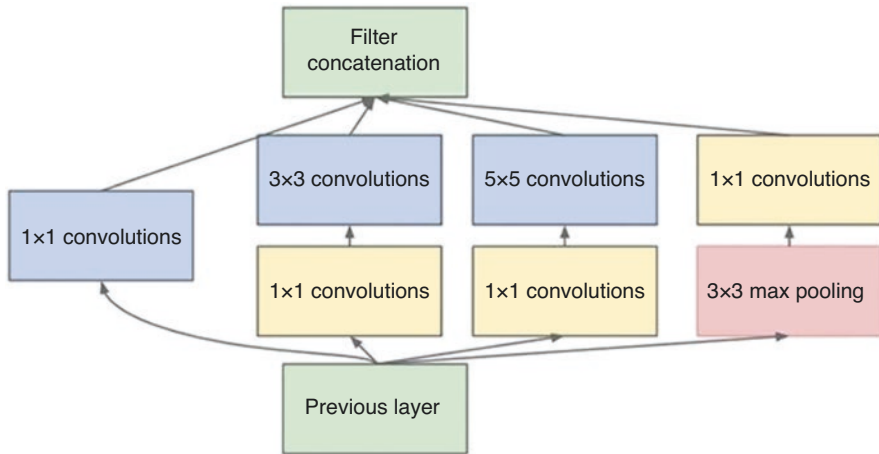 Filter
concatenation
3×3 convolutions
5×5 convolutions
1×1 convolutions
1×1 convolutions
1×1 convolutions
1×1 convolutions
3×3 max pooling
Previous layer